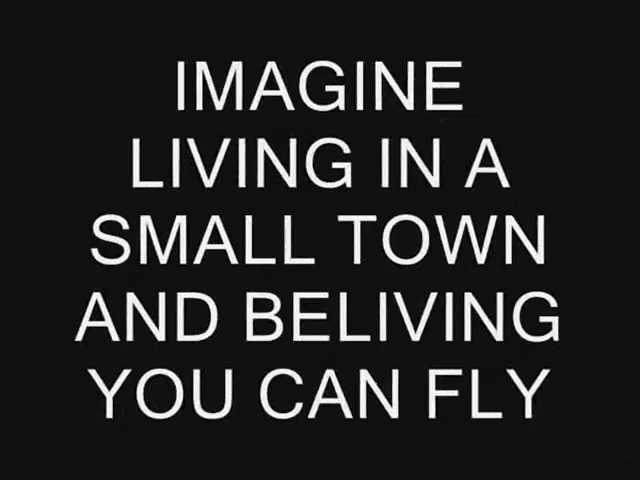 IMAGINE
LIVING IN A
SMALL TOWN
AND BELIVING
YOU CAN FLY